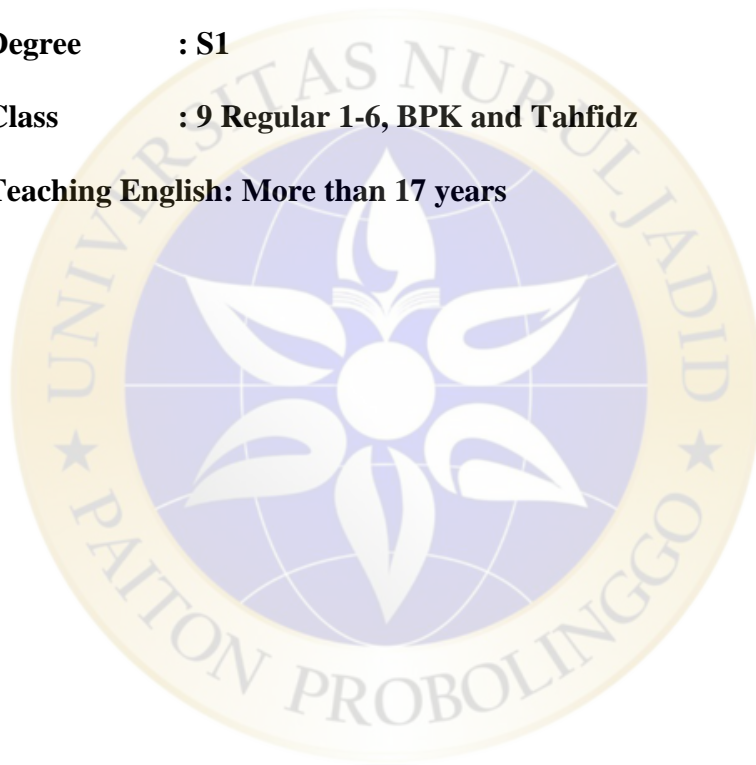 Degree : S1
Class : 9 Regular 1-6, BPK and Tahfidz
Teaching English: More than 17 years
UNIVERSITAS NURUL JADID
★ PAITON PROBOLINGGO ★